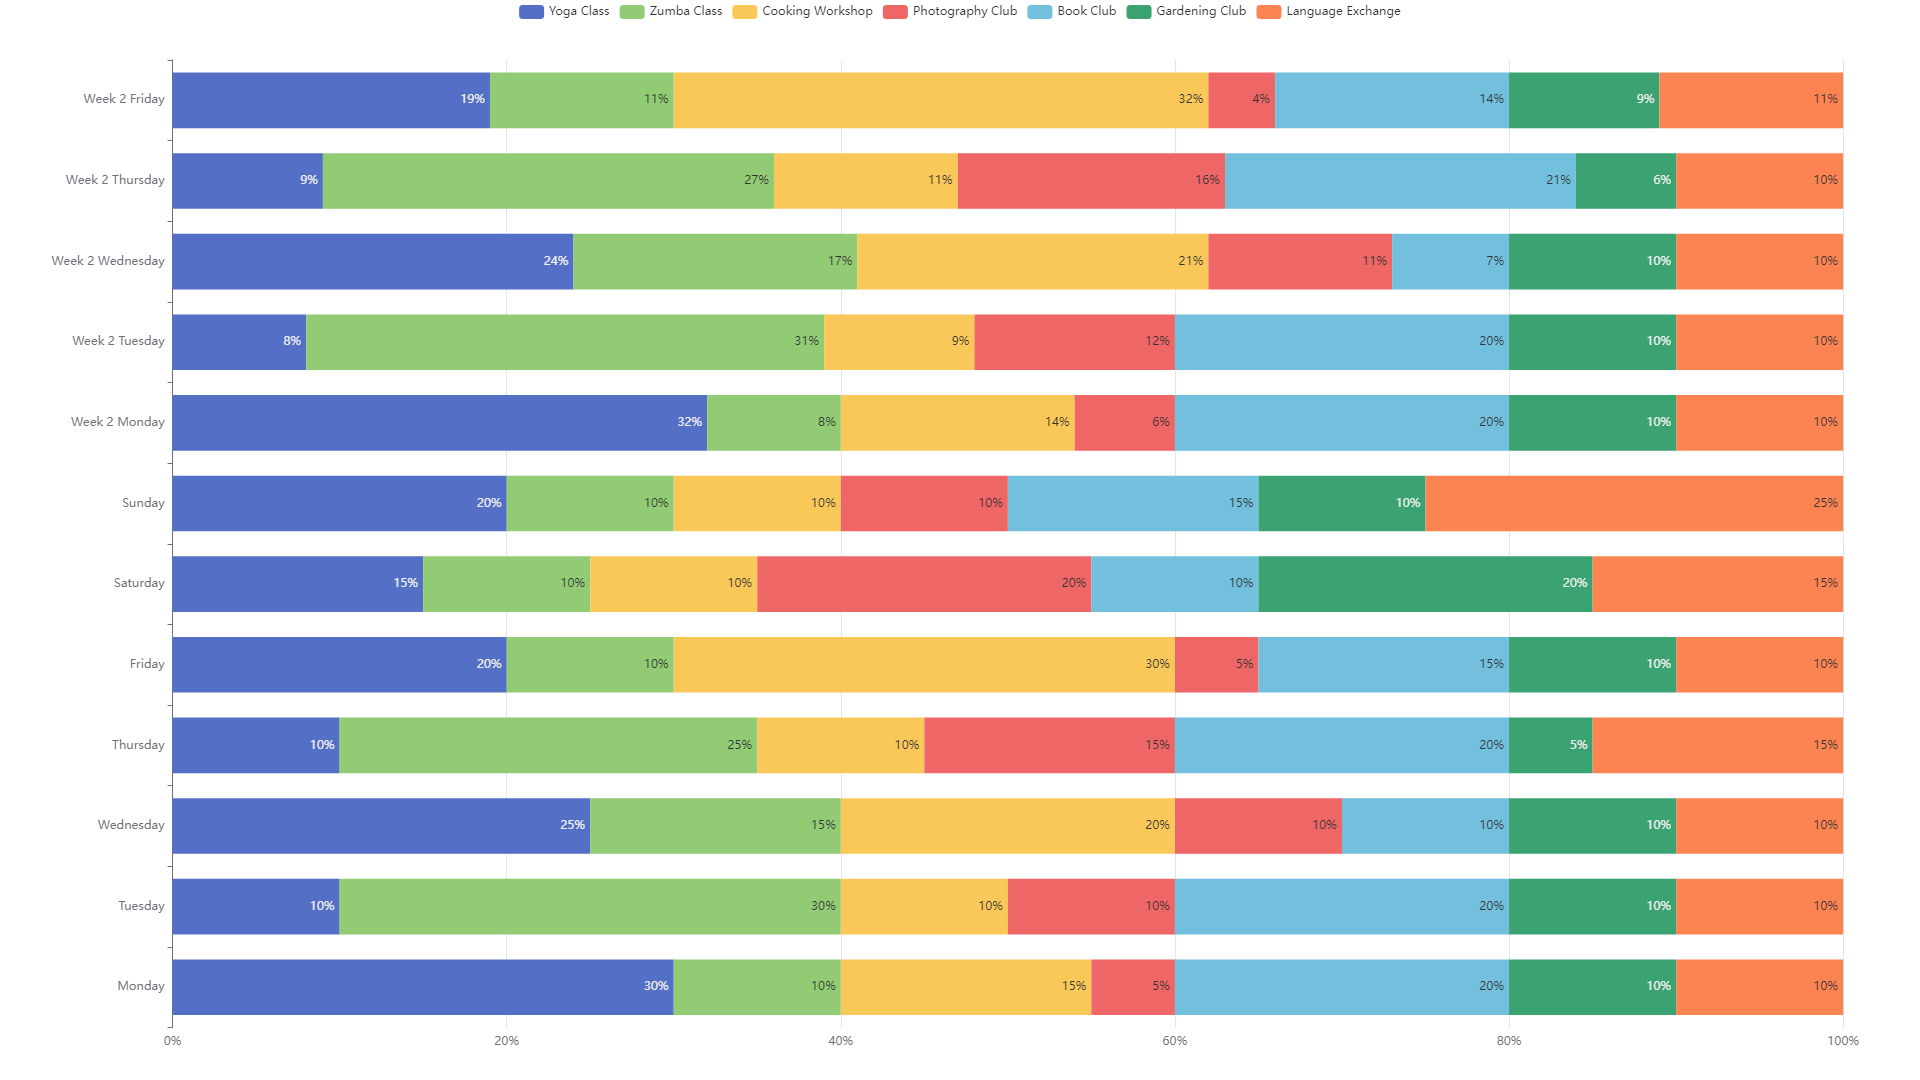 Yoga Class Zumba Class Cooking Workshop Photography Club Book Club Gardening Club Language Exchange
Week 2 Friday 19% 11% 32% 4% 14% 9% 11%
Week 2 Thursday 9% 27% 11% 16% 21% 6% 10%
Week 2 Wednesday 24% 17% 21% 11% 7% 10% 10%
Week 2 Tuesday 8% 31% 9% 12% 20% 10% 10%
Week 2 Monday 32% 8% 14% 6% 20% 10% 10%
Sunday 20% 10% 10% 10% 15% 10% 25%
Saturday 15% 10% 10% 20% 10% 20% 15%
Friday 20% 10% 30% 5% 15% 10% 10%
Thursday 10% 25% 10% 15% 20% 5% 15%
Wednesday 25% 15% 20% 10% 10% 10% 10%
Tuesday 10% 30% 10% 10% 20% 10% 10%
Monday 30% 10% 15% 5% 20% 10% 10%
0% 20% 40% 60% 80% 100%